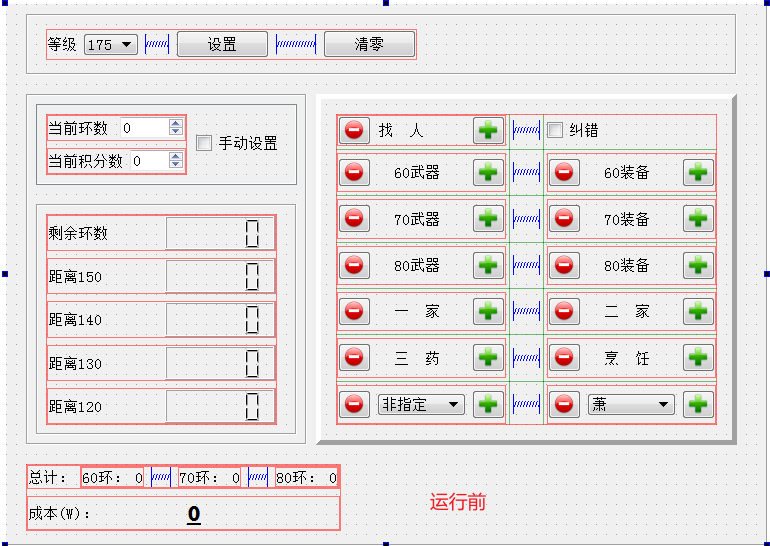 等级 175 设置 清零
当前环数 0 手动设置
当前积分数 0
剩余环数 0
距离150 0
距离140 0
距离130 0
距离120 0
找 人 纠错
60武器 60装备
70武器 70装备
80武器 80装备
一 家 二 家
三 药 烹 饪
非指定 萧
总计: 60环: 0 70环: 0 80环: 0
成本(W): 0
运行前